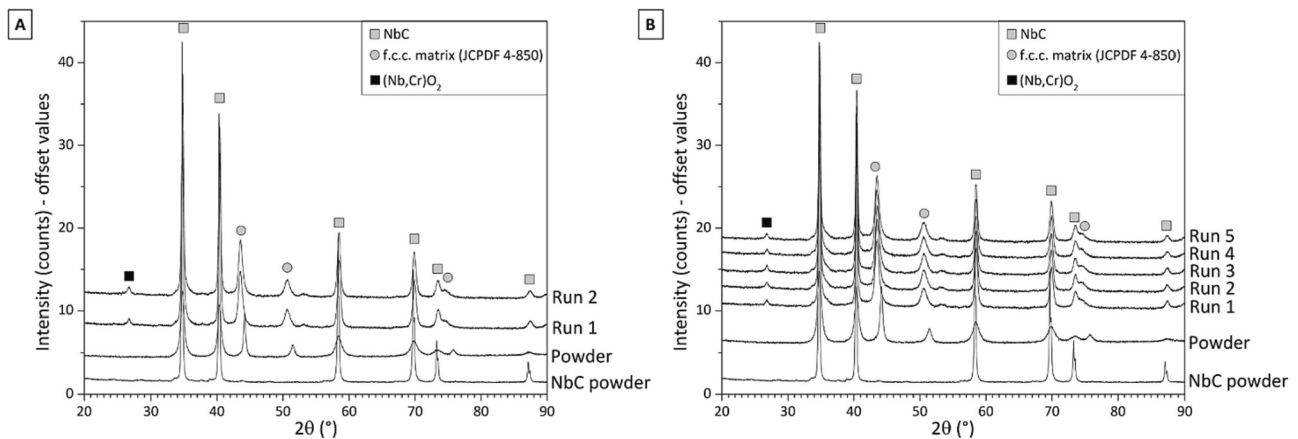 A
NbC
f.c.c. matrix (JCPDF 4-850)
(Nb,Cr)O₂
Intensity (counts) - offset values
40
30
20
10
0
Run 2
Run 1
Powder
NbC powder
20 30 40 50 60 70 80 90
2θ (°)
B
NbC
f.c.c. matrix (JCPDF 4-850)
(Nb,Cr)O₂
Intensity (counts) - offset values
40
30
20
10
0
Run 5
Run 4
Run 3
Run 2
Run 1
Powder
NbC powder
20 30 40 50 60 70 80 90
2θ (°)